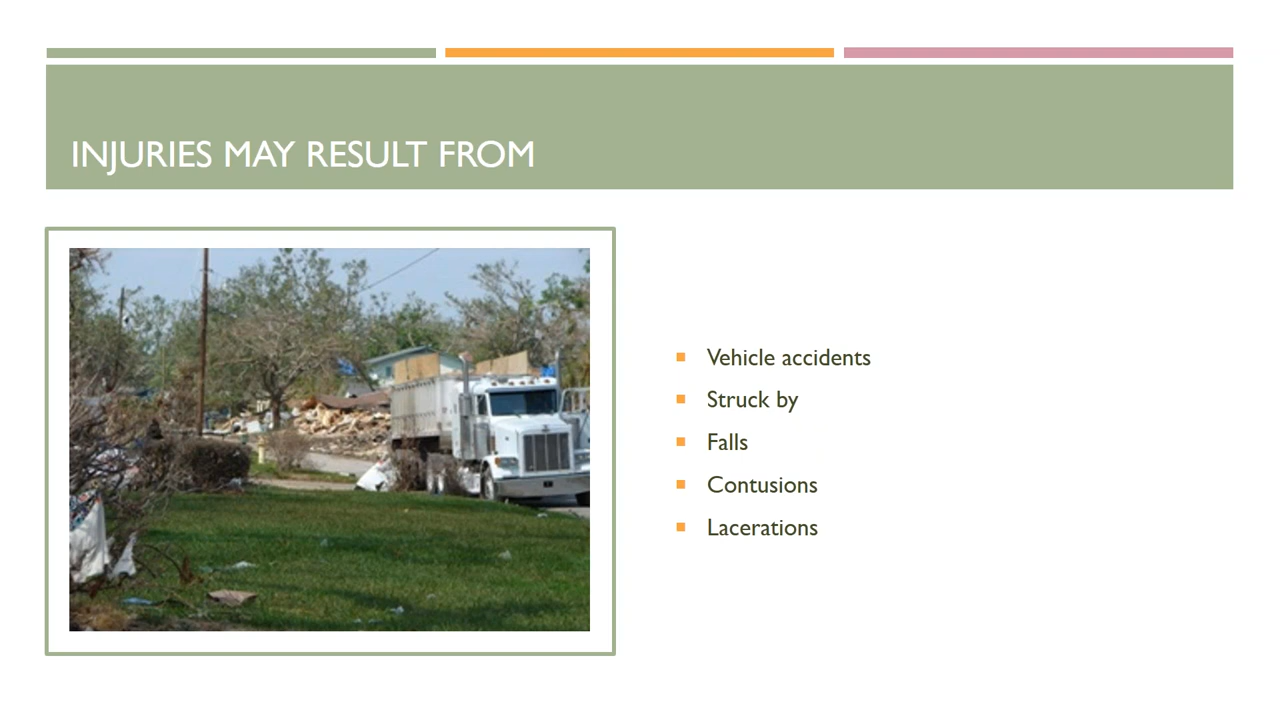 INJURIES MAY RESULT FROM
Vehicle accidents
Struck by
Falls
Contusions
Lacerations